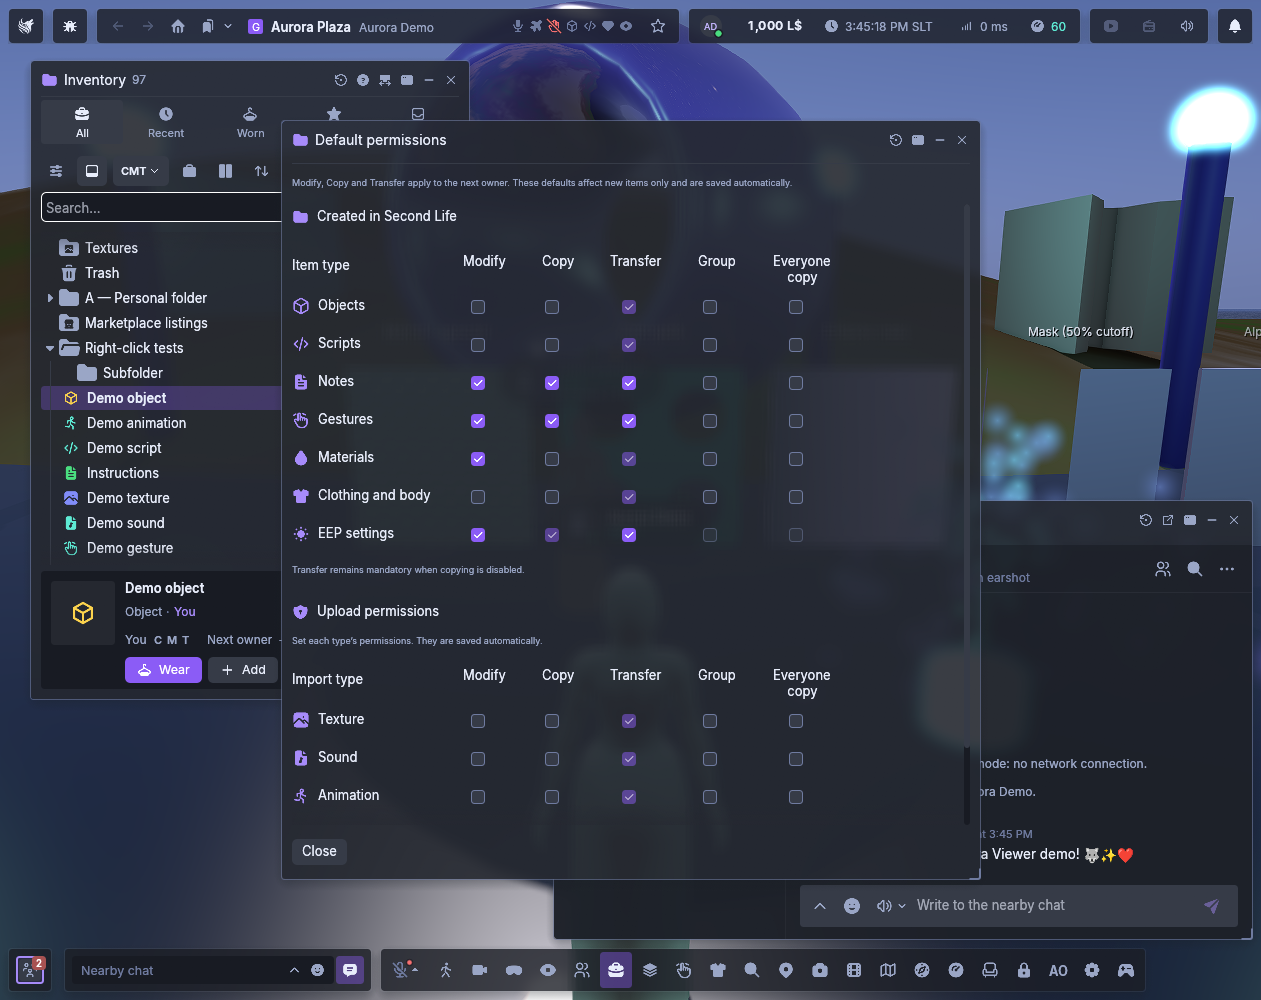 Aurora Plaza Aurora Demo
AD 1,000 L$ 3:45:18 PM SLT 0 ms 60
Inventory 97
All Recent Worn
CMT
Search...
Textures
Trash
A — Personal folder
Marketplace listings
Right-click tests
Subfolder
Demo object
Demo animation
Demo script
Instructions
Demo texture
Demo sound
Demo gesture
Demo object
Object · You
You C M T Next owner
Wear Add
Default permissions
Modify, Copy and Transfer apply to the next owner. These defaults affect new items only and are saved automatically.
Created in Second Life
Item type Modify Copy Transfer Group Everyone copy
Objects
Scripts
Notes
Gestures
Materials
Clothing and body
EEP settings
Transfer remains mandatory when copying is disabled.
Upload permissions
Set each type's permissions. They are saved automatically.
Import type Modify Copy Transfer Group Everyone copy
Texture
Sound
Animation
Close
Mask (50% cutoff)
earshot
no network connection.
Demo.
3:45 PM
Viewer demo! 🐺✨❤️
Write to the nearby chat
2
Nearby chat
AO